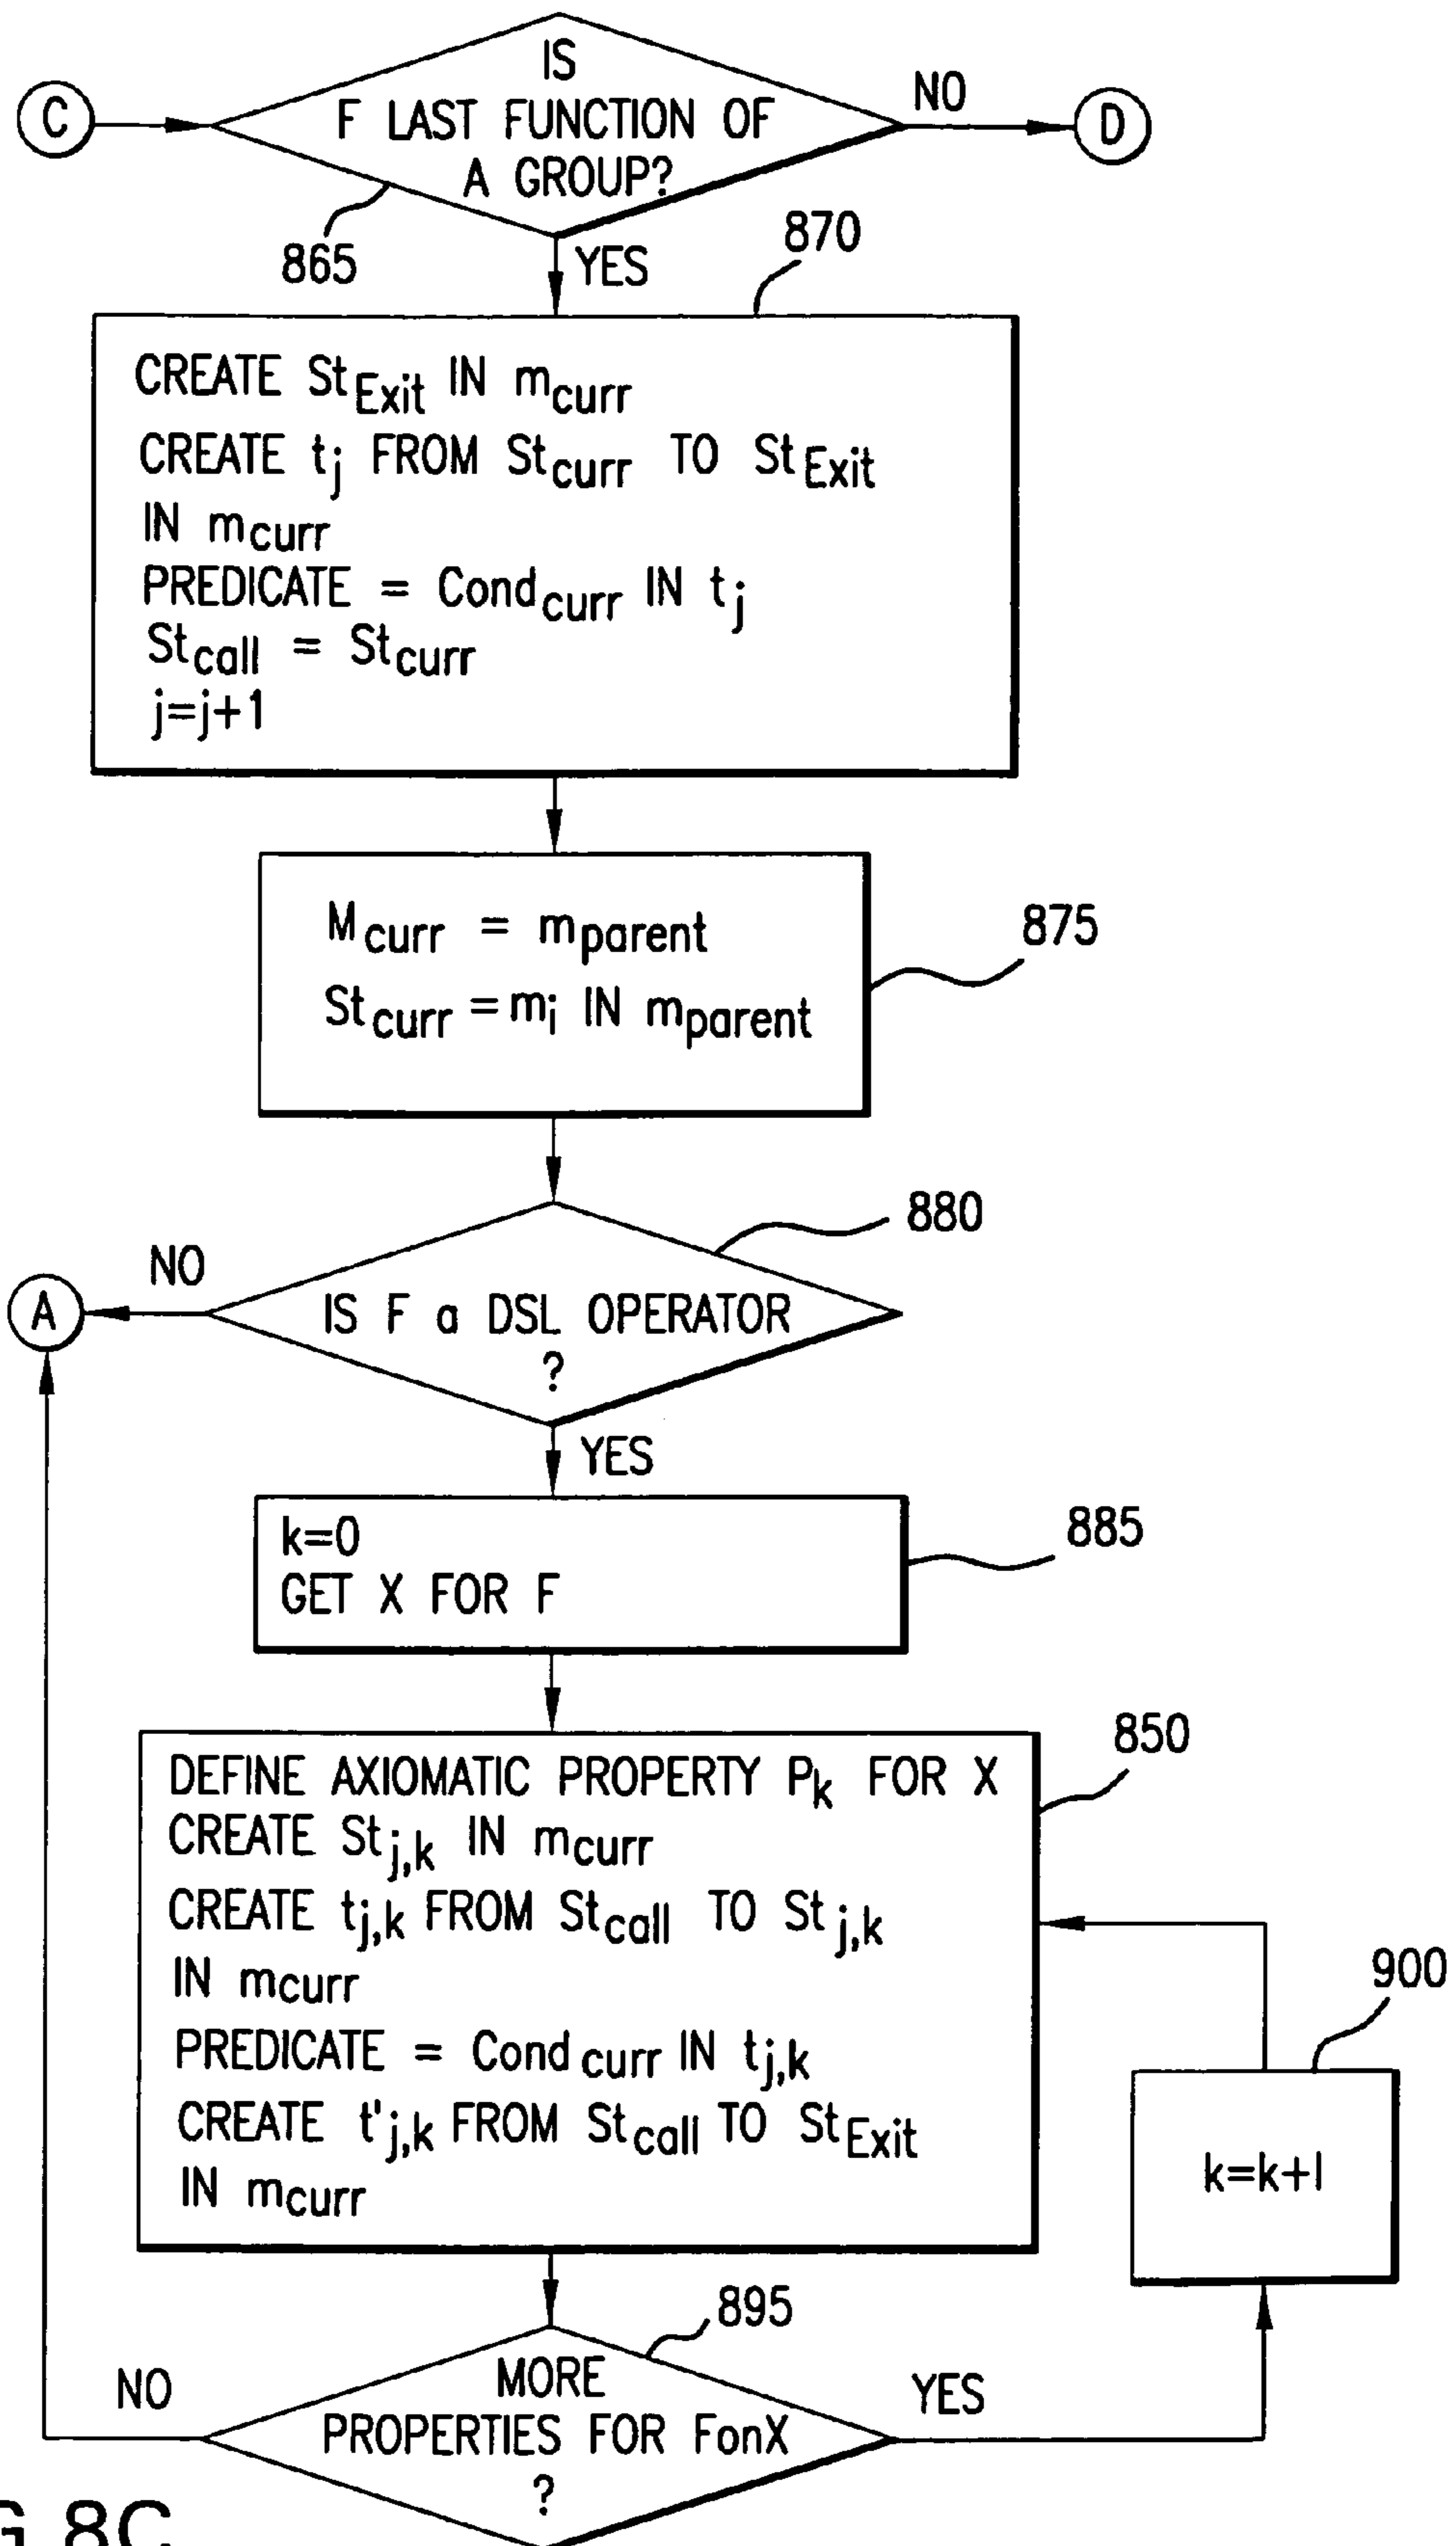 C
IS
F LAST FUNCTION OF
A GROUP?
NO
D
865
YES
870
CREATE St_Exit IN m_curr
CREATE t_j FROM St_curr TO St_Exit
IN m_curr
PREDICATE = Cond_curr IN t_j
St_call = St_curr
j=j+1
M_curr = m_parent
St_curr = m_i IN m_parent
875
880
NO
A
IS F a DSL OPERATOR
?
YES
k=0
GET X FOR F
885
850
DEFINE AXIOMATIC PROPERTY P_k FOR X
CREATE St_j,k IN m_curr
CREATE t_j,k FROM St_call TO St_j,k
IN m_curr
PREDICATE = Cond_curr IN t_j,k
CREATE t'_j,k FROM St_call TO St_Exit
IN m_curr
900
k=k+l
895
NO
MORE
PROPERTIES FOR FonX
?
YES
G 8C